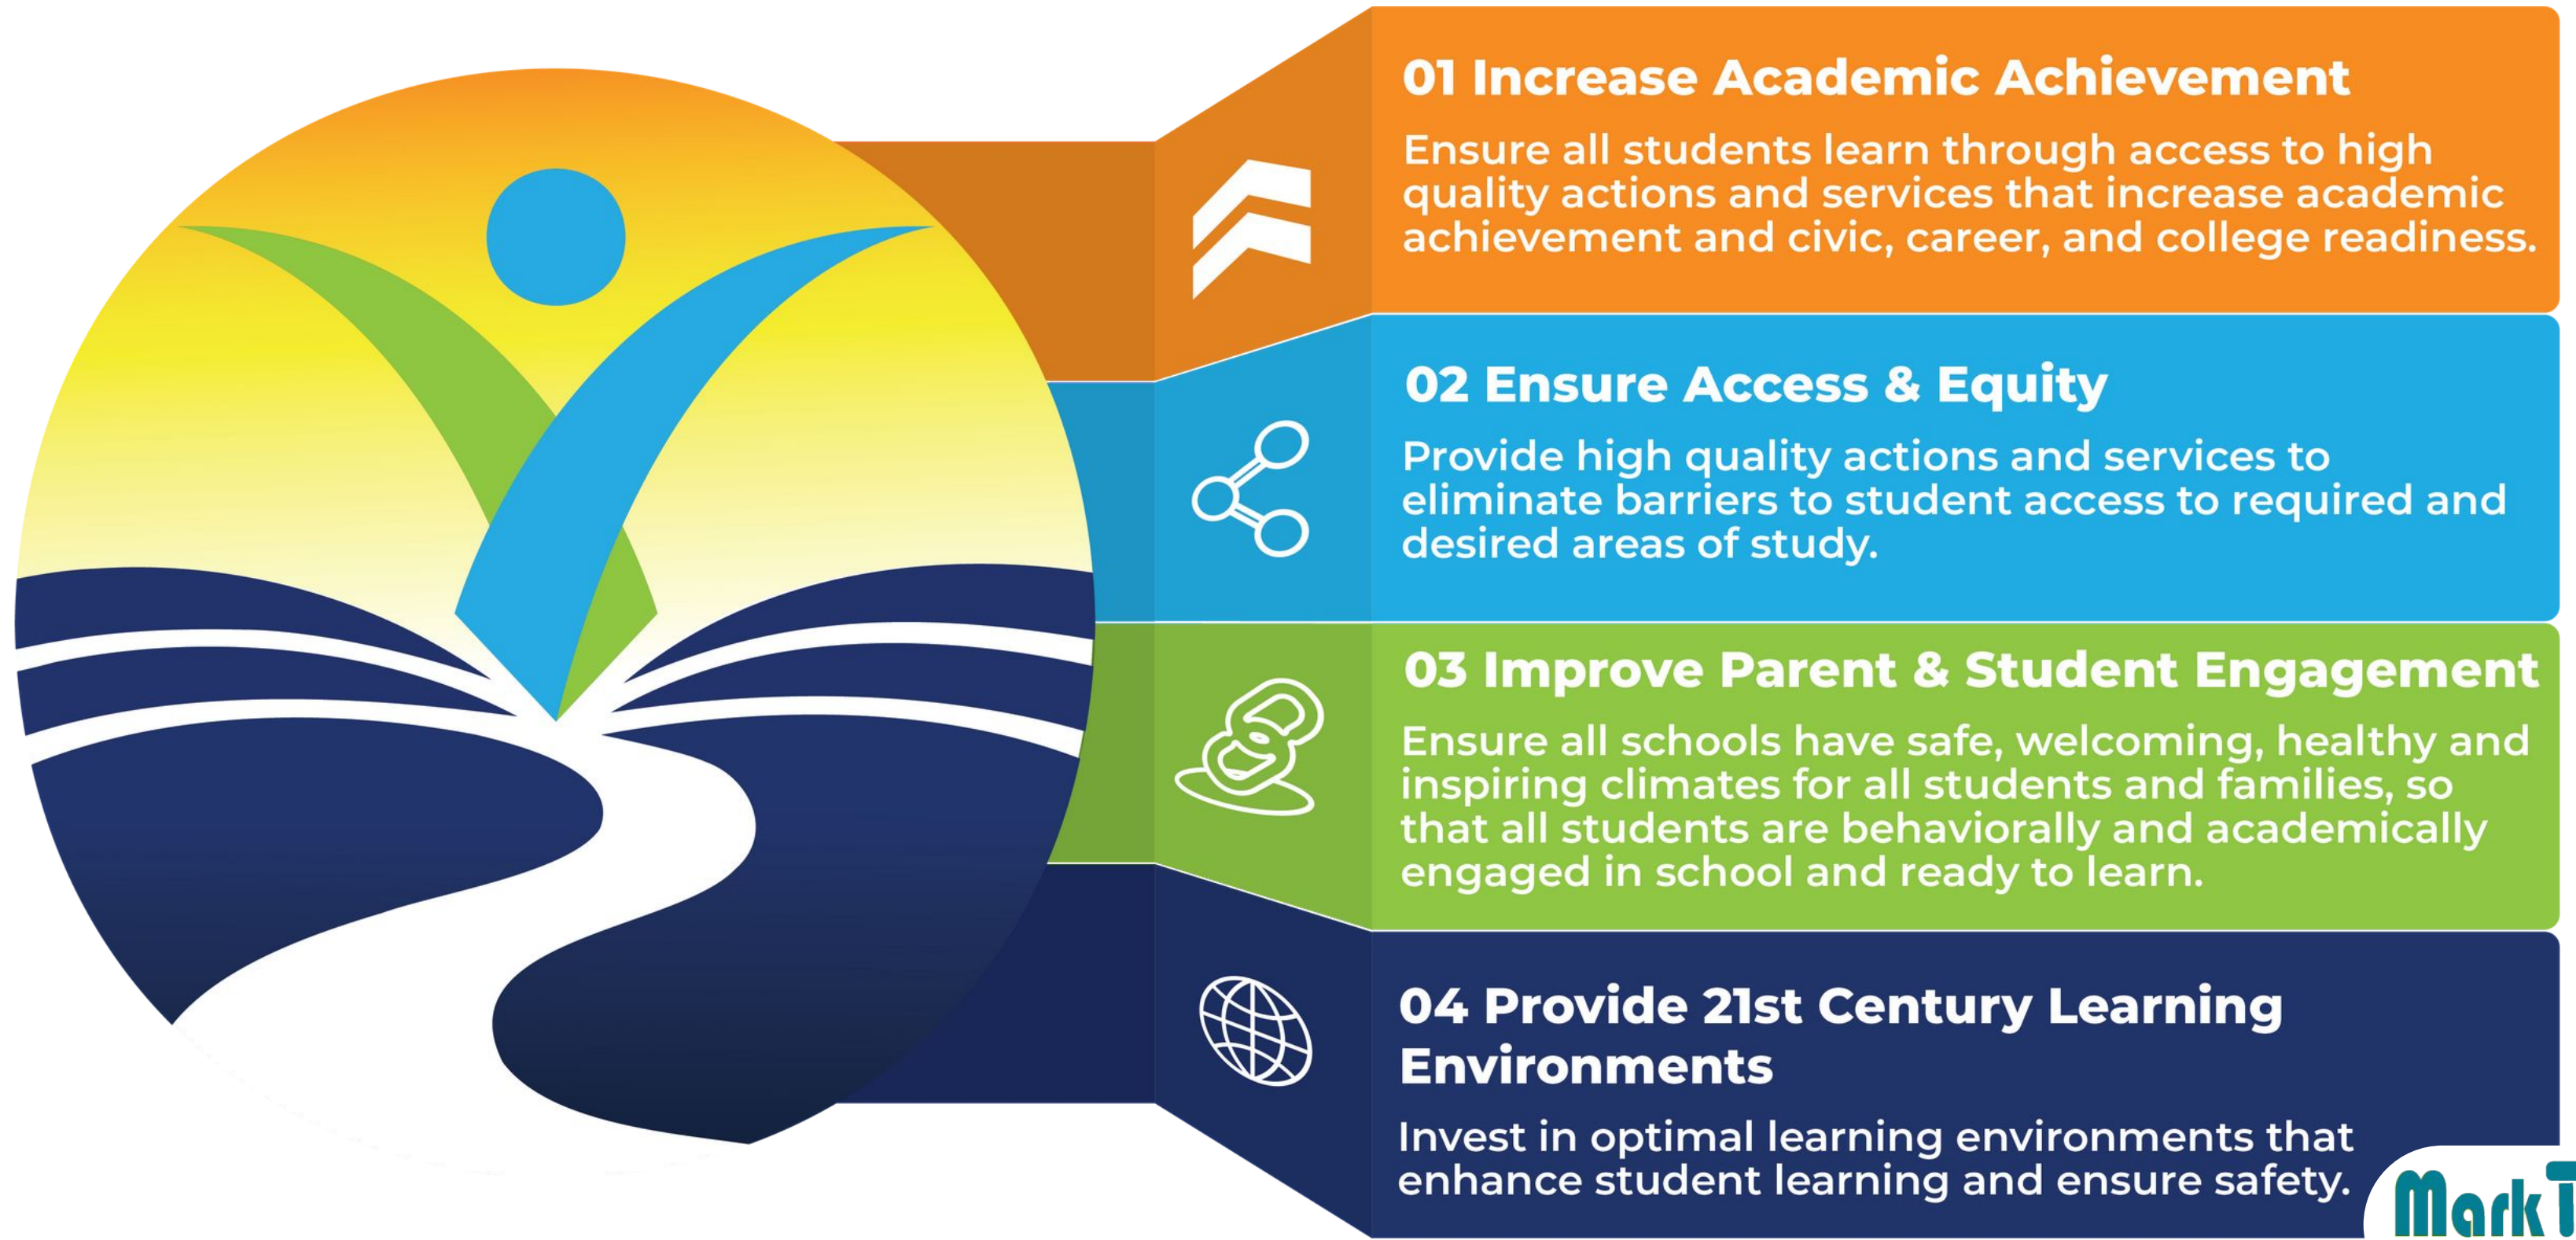 01 Increase Academic Achievement
Ensure all students learn through access to high
quality actions and services that increase academic
achievement and civic, career, and college readiness.
02 Ensure Access & Equity
Provide high quality actions and services to
eliminate barriers to student access to required and
desired areas of study.
03 Improve Parent & Student Engagement
Ensure all schools have safe, welcoming, healthy and
inspiring climates for all students and families, so
that all students are behaviorally and academically
engaged in school and ready to learn.
04 Provide 21st Century Learning
Environments
Invest in optimal learning environments that
enhance student learning and ensure safety.
Mark